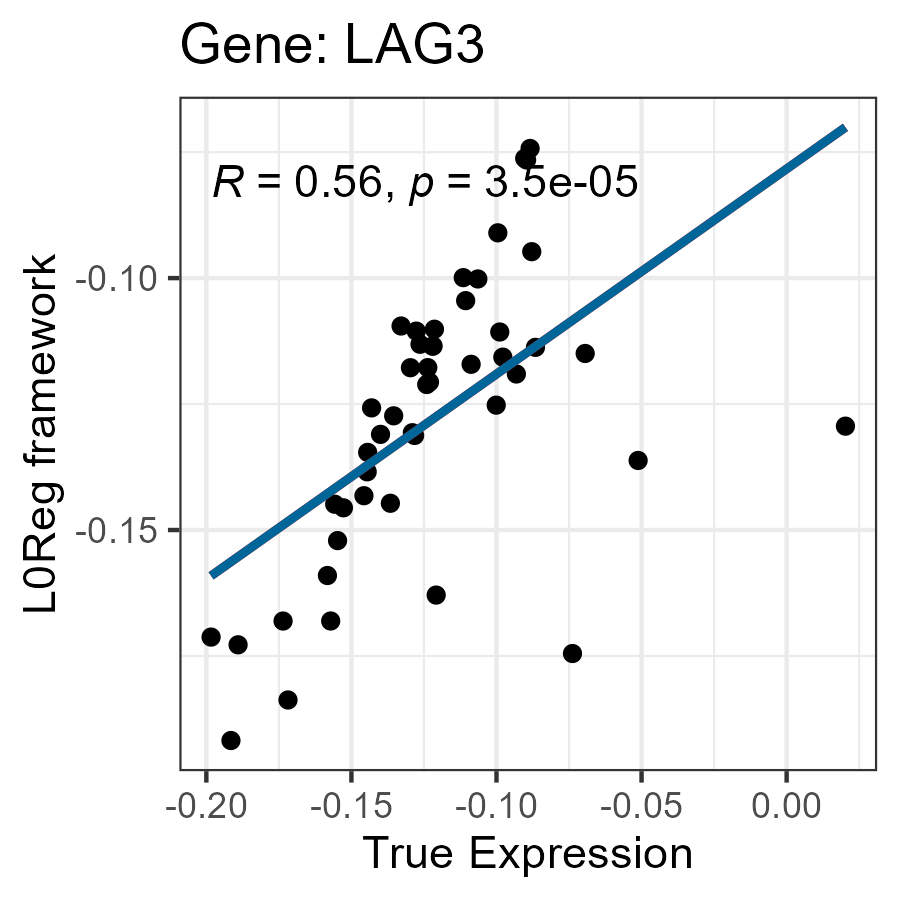 Gene: LAG3
R = 0.56, p = 3.5e-05
L0Reg framework
-0.10
-0.15
-0.20
-0.15
-0.10
-0.05
0.00
True Expression